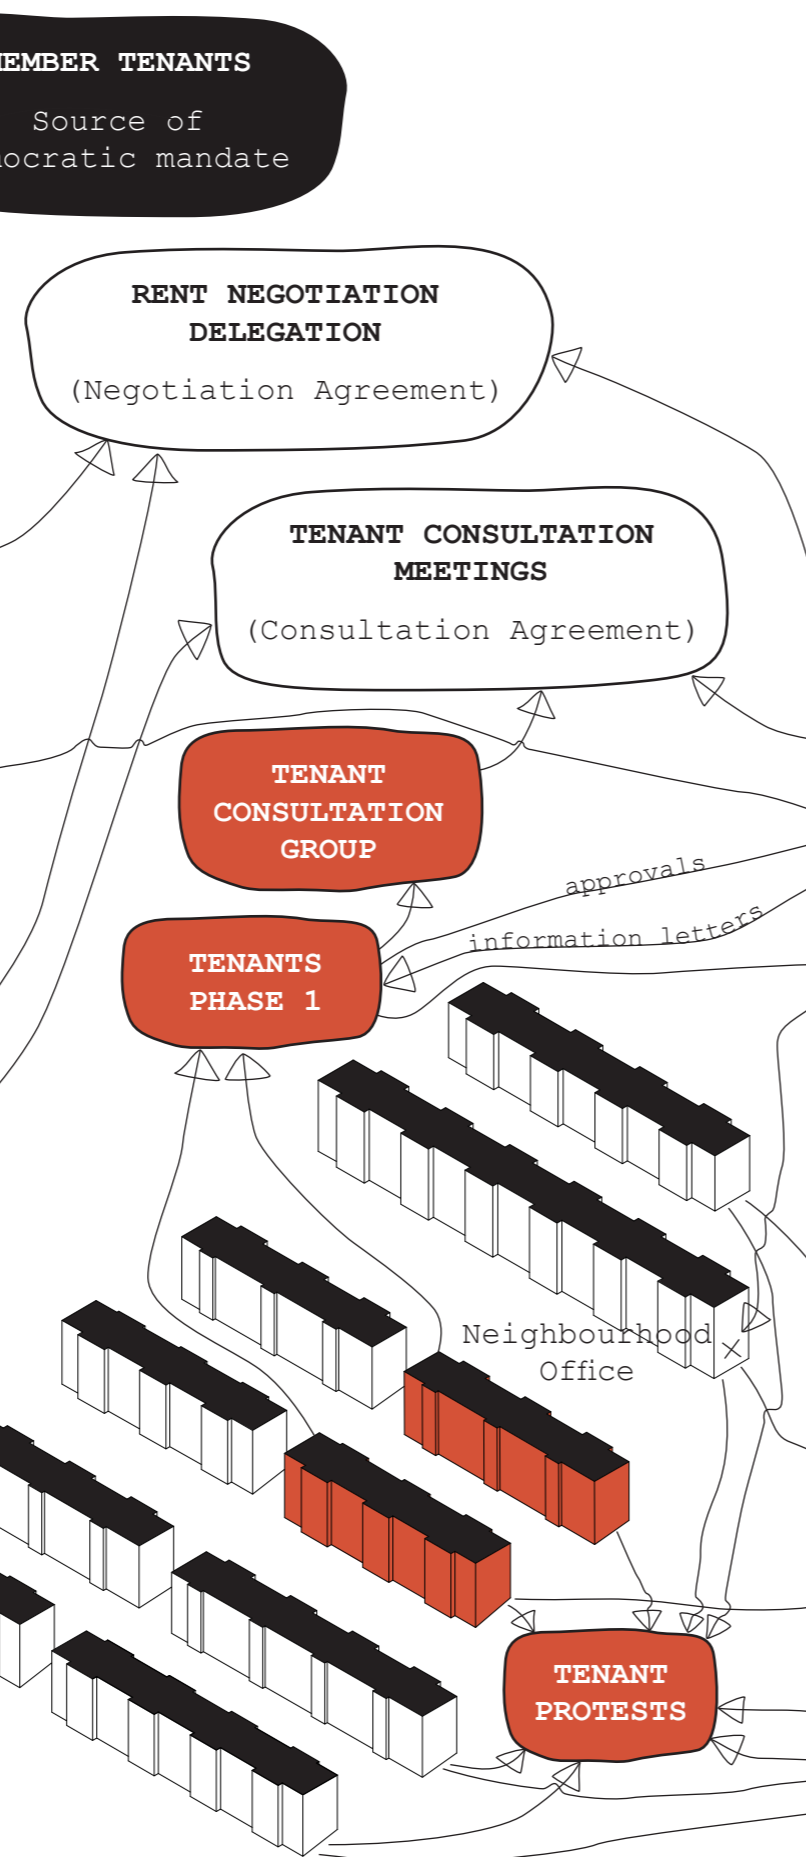 EMBER TENANTS
Source of
ocratic mandate
RENT NEGOTIATION
DELEGATION
(Negotiation Agreement)
TENANT CONSULTATION
MEETINGS
(Consultation Agreement)
TENANT
CONSULTATION
GROUP
approvals
information letters
TENANTS
PHASE 1
Neighbourhood
Office
TENANT
PROTESTS